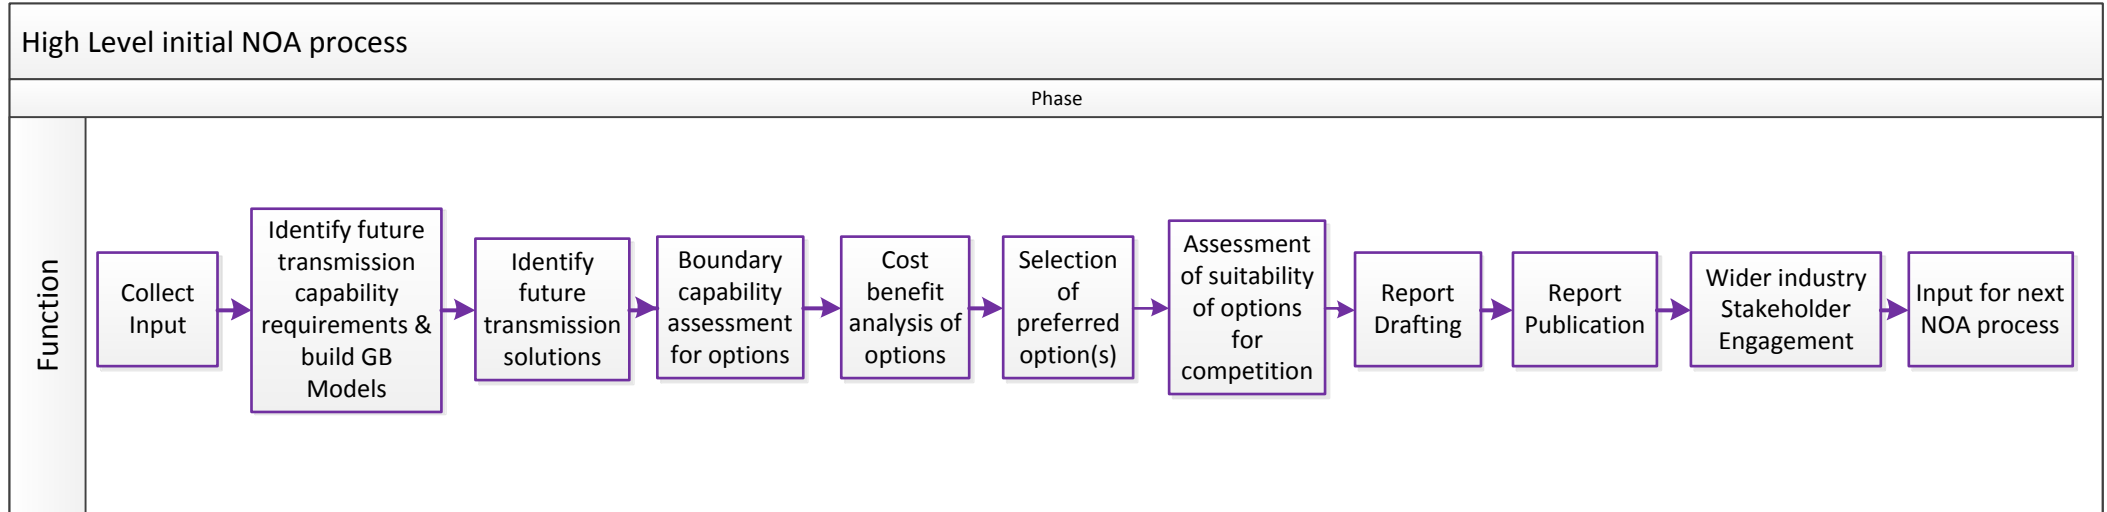 High Level initial NOA process
Phase
Function
Collect
Input
Identify future
transmission
capability
requirements &
build GB
Models
Identify
future
transmission
solutions
Boundary
capability
assessment
for options
Cost
benefit
analysis of
options
Selection
of
preferred
option(s)
Assessment
of suitability
of options
for
competition
Report
Drafting
Report
Publication
Wider industry
Stakeholder
Engagement
Input for next
NOA process